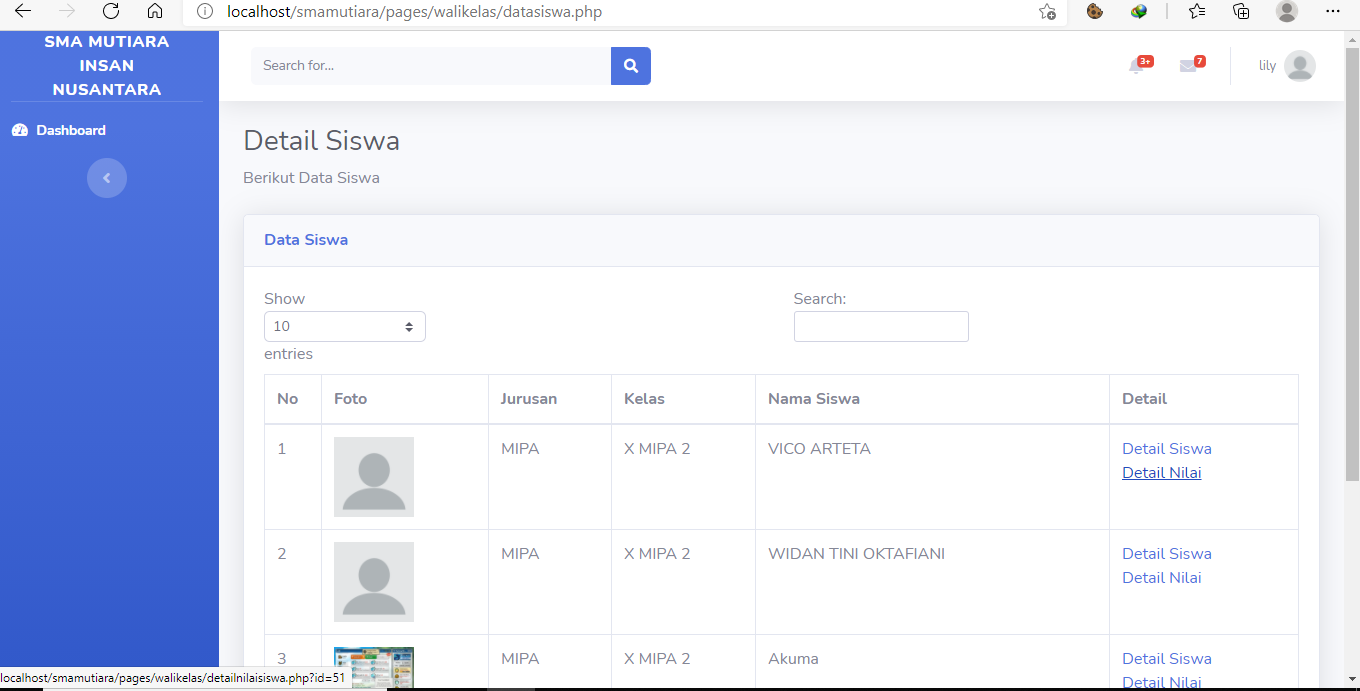 localhost/smamutiara/pages/walikelas/datasiswa.php
SMA MUTIARA
INSAN
NUSANTARA
Search for...
3+
7
lily
Dashboard
Detail Siswa
Berikut Data Siswa
Data Siswa
Show
10
entries
Search:
No Foto Jurusan Kelas Nama Siswa Detail
1 MIPA X MIPA 2 VICO ARTETA Detail Siswa
Detail Nilai
2 MIPA X MIPA 2 WIDAN TINI OKTAFIANI Detail Siswa
Detail Nilai
3 MIPA X MIPA 2 Akuma Detail Siswa
Detail Nilai
localhost/smamutiara/pages/walikelas/detailnilaisiswa.php?id=51